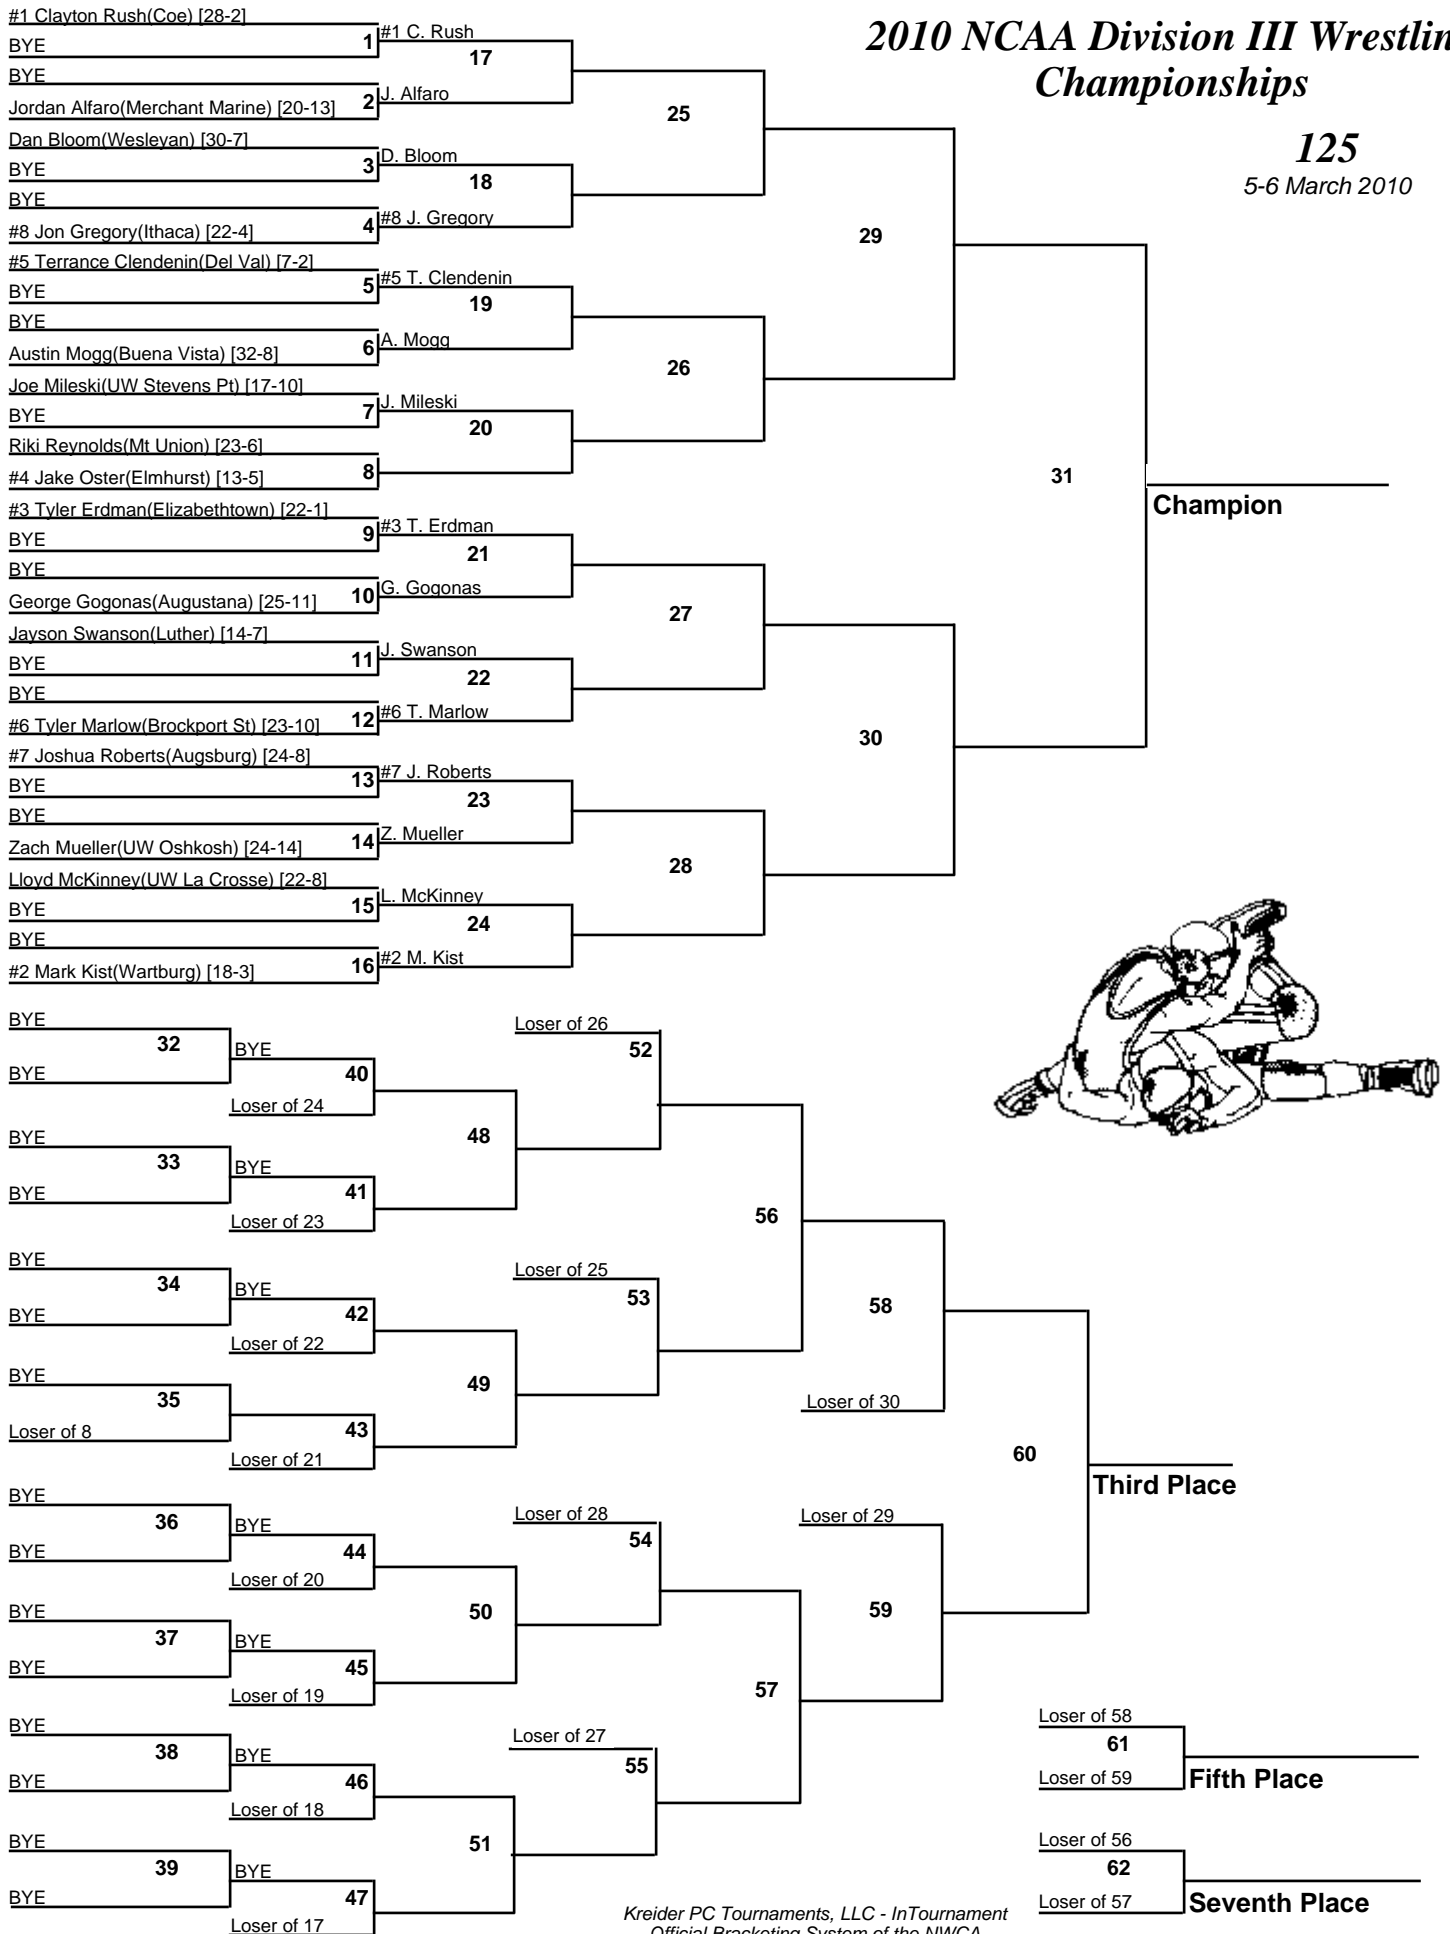 2010 NCAA Division III Wrestlin
Championships
125
5-6 March 2010
#1 Clayton Rush(Coe) [28-2]
BYE
1
#1 C. Rush
17
BYE
Jordan Alfaro(Merchant Marine) [20-13]
2
J. Alfaro
25
Dan Bloom(Wesleyan) [30-7]
BYE
3
D. Bloom
18
BYE
#8 Jon Gregory(Ithaca) [22-4]
4
#8 J. Gregory
29
#5 Terrance Clendenin(Del Val) [7-2]
BYE
5
#5 T. Clendenin
19
BYE
Austin Mogg(Buena Vista) [32-8]
6
A. Mogg
26
Joe Mileski(UW Stevens Pt) [17-10]
BYE
7
J. Mileski
20
Riki Reynolds(Mt Union) [23-6]
#4 Jake Oster(Elmhurst) [13-5]
8
31
Champion
#3 Tyler Erdman(Elizabethtown) [22-1]
BYE
9
#3 T. Erdman
21
BYE
George Gogonas(Augustana) [25-11]
10
G. Gogonas
27
Jayson Swanson(Luther) [14-7]
BYE
11
J. Swanson
22
BYE
#6 Tyler Marlow(Brockport St) [23-10]
12
#6 T. Marlow
30
#7 Joshua Roberts(Augsburg) [24-8]
BYE
13
#7 J. Roberts
23
BYE
Zach Mueller(UW Oshkosh) [24-14]
14
Z. Mueller
28
Lloyd McKinney(UW La Crosse) [22-8]
BYE
15
L. McKinney
24
BYE
#2 Mark Kist(Wartburg) [18-3]
16
#2 M. Kist
BYE
32
BYE
BYE
40
Loser of 24
Loser of 26
52
48
BYE
33
BYE
BYE
41
Loser of 23
56
BYE
34
BYE
BYE
42
Loser of 22
Loser of 25
53
58
49
BYE
35
Loser of 8
43
Loser of 21
Loser of 30
60
Third Place
BYE
36
BYE
BYE
44
Loser of 20
Loser of 28
54
Loser of 29
59
50
BYE
37
BYE
BYE
45
Loser of 19
57
BYE
38
BYE
BYE
46
Loser of 18
Loser of 27
55
51
BYE
39
BYE
BYE
47
Loser of 17
Loser of 58
61
Loser of 59
Fifth Place
Loser of 56
62
Loser of 57
Seventh Place
Kreider PC Tournaments, LLC - InTournament
Official Bracketing System of the NWCA